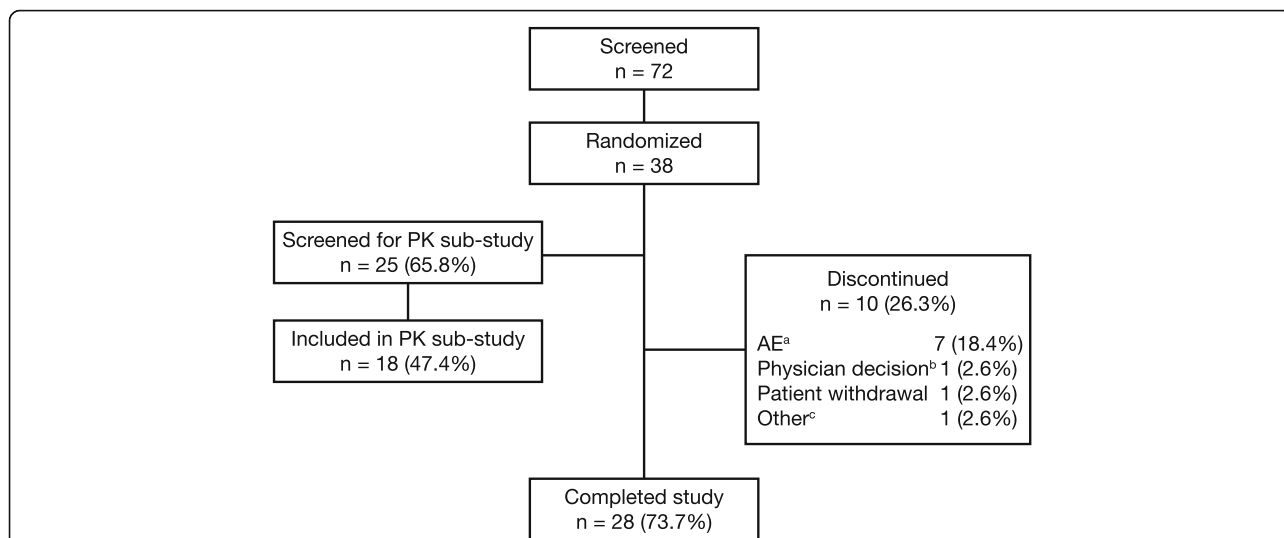 Screened
n = 72
Randomized
n = 38
Screened for PK sub-study
n = 25 (65.8%)
Included in PK sub-study
n = 18 (47.4%)
Discontinued
n = 10 (26.3%)
AEᵃ 7 (18.4%)
Physician decisionᵇ 1 (2.6%)
Patient withdrawal 1 (2.6%)
Otherᶜ 1 (2.6%)
Completed study
n = 28 (73.7%)